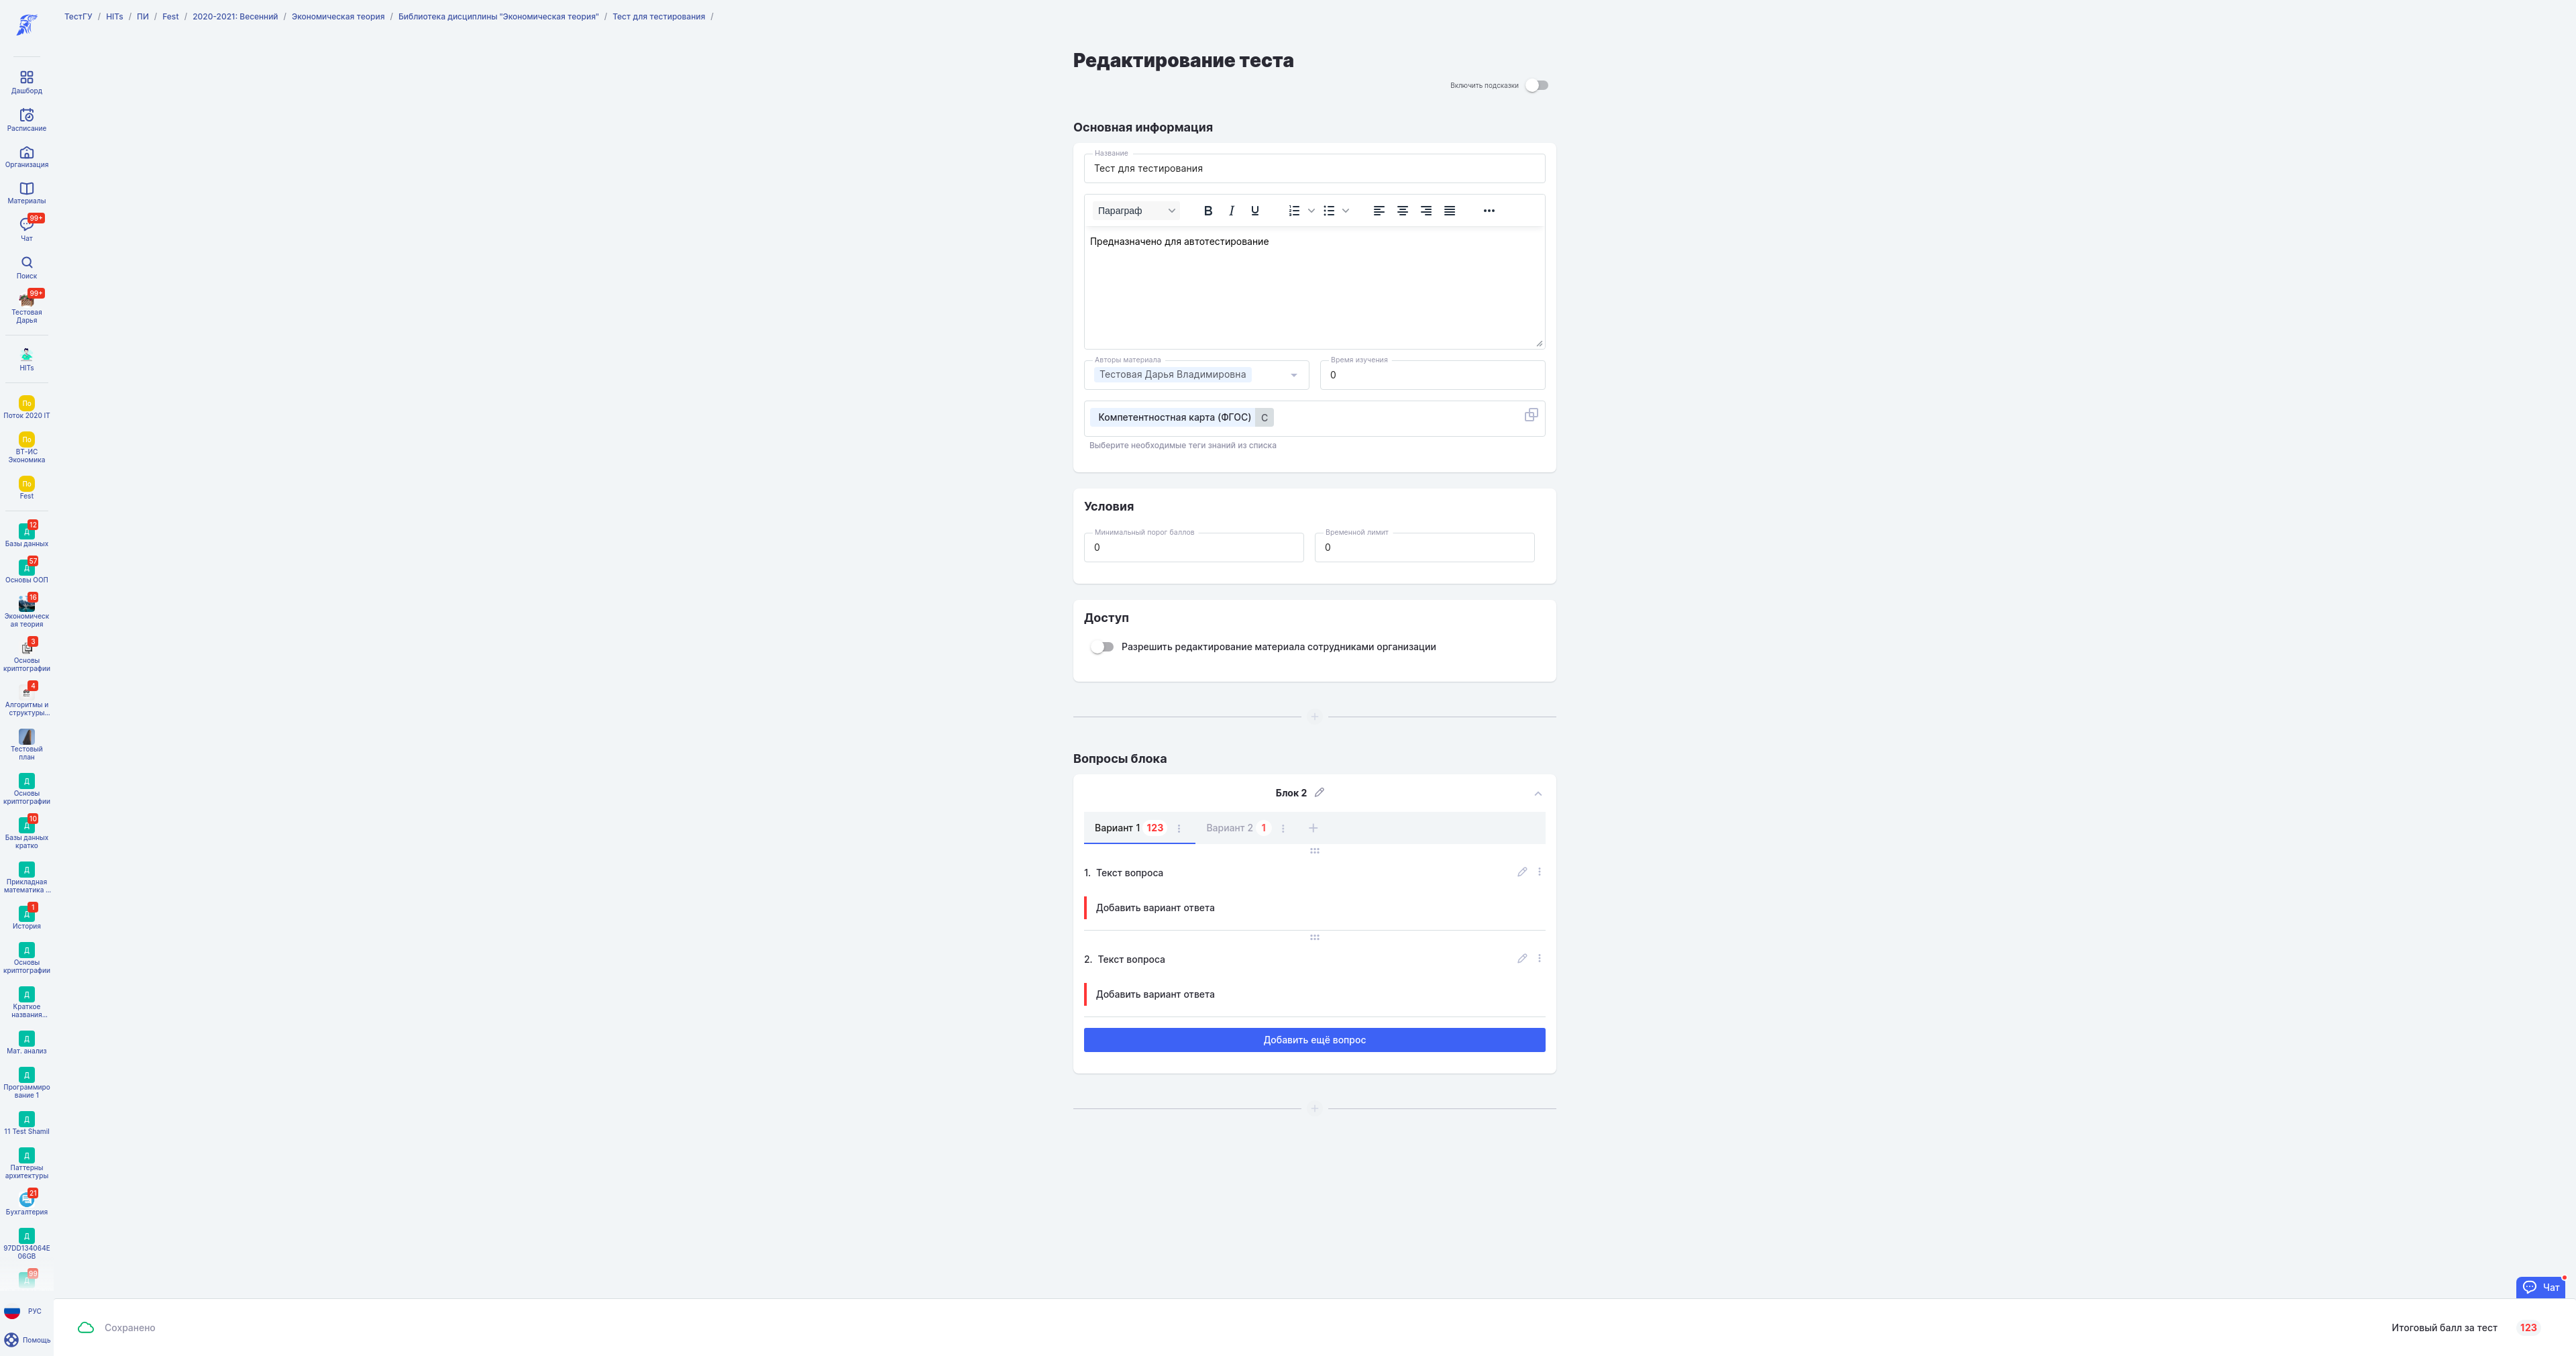 ТестГУ / HITs / ПИ / Fest / 2020-2021: Весенний / Экономическая теория / Библиотека дисциплины "Экономическая теория" / Тест для тестирования /
Дашборд
Расписание
Организация
Материалы
99+
Чат
Поиск
99+
Тестовая
Дарья
HITs
По
Поток 2020 IT
По
ВТ-ИС
Экономика
По
Fest
12
Д
Базы данных
57
Д
Основы ООП
16
Экономическ
ая теория
3
Основы
криптографии
4
Алгоритмы и
структуры...
Тестовый
план
Д
Основы
криптографии
10
Д
Базы данных
кратко
Д
Прикладная
математика ...
1
Д
История
Д
Основы
криптографии
Д
Краткое
названия...
Д
Мат. анализ
Д
Программиро
вание 1
Д
11 Test Shamil
Д
Паттерны
архитектуры
21
Бухгалтерия
Д
97DD134064E
06GB
99
Д
РУС
Помощь
Редактирование теста
Включить подсказки
Основная информация
Название
Тест для тестирования
Параграф B I U
Предназначено для автотестирование
Авторы материала
Тестовая Дарья Владимировна
Время изучения
0
Компетентностная карта (ФГОС) C
Выберите необходимые теги знаний из списка
Условия
Минимальный порог баллов
0
Временной лимит
0
Доступ
Разрешить редактирование материала сотрудниками организации
Вопросы блока
Блок 2
Вариант 1 123 Вариант 2 1
1. Текст вопроса
Добавить вариант ответа
2. Текст вопроса
Добавить вариант ответа
Добавить ещё вопрос
Чат
Сохранено
Итоговый балл за тест 123